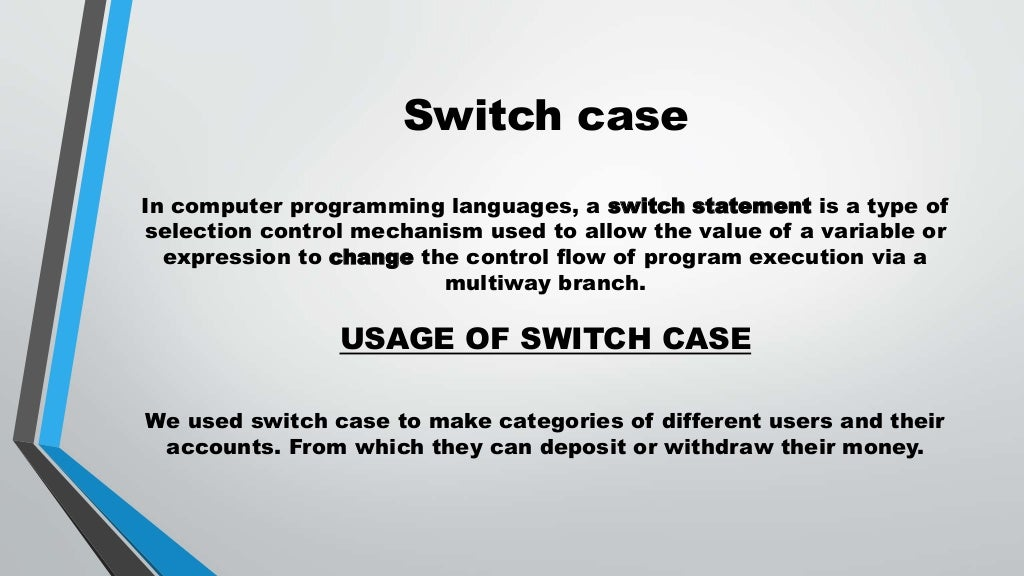 Switch case
In computer programming languages, a switch statement is a type of
selection control mechanism used to allow the value of a variable or
expression to change the control flow of program execution via a
multiway branch.
USAGE OF SWITCH CASE
We used switch case to make categories of different users and their
accounts. From which they can deposit or withdraw their money.